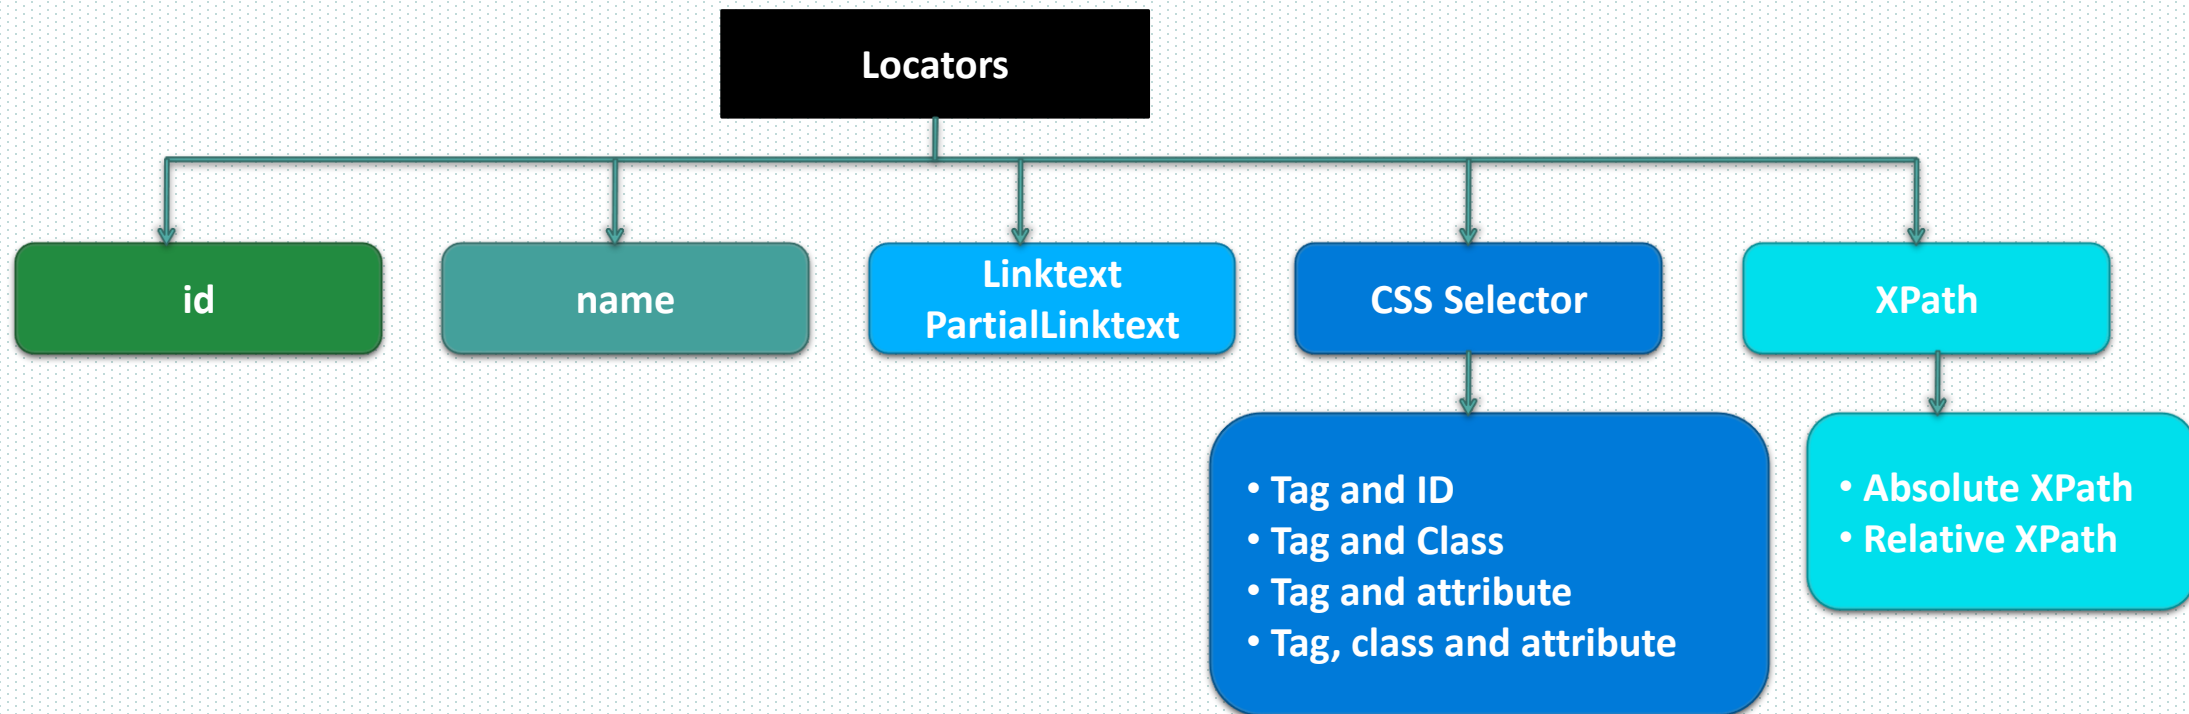 Locators
id
name
Linktext
PartialLinktext
CSS Selector
XPath
• Tag and ID
• Tag and Class
• Tag and attribute
• Tag, class and attribute
• Absolute XPath
• Relative XPath